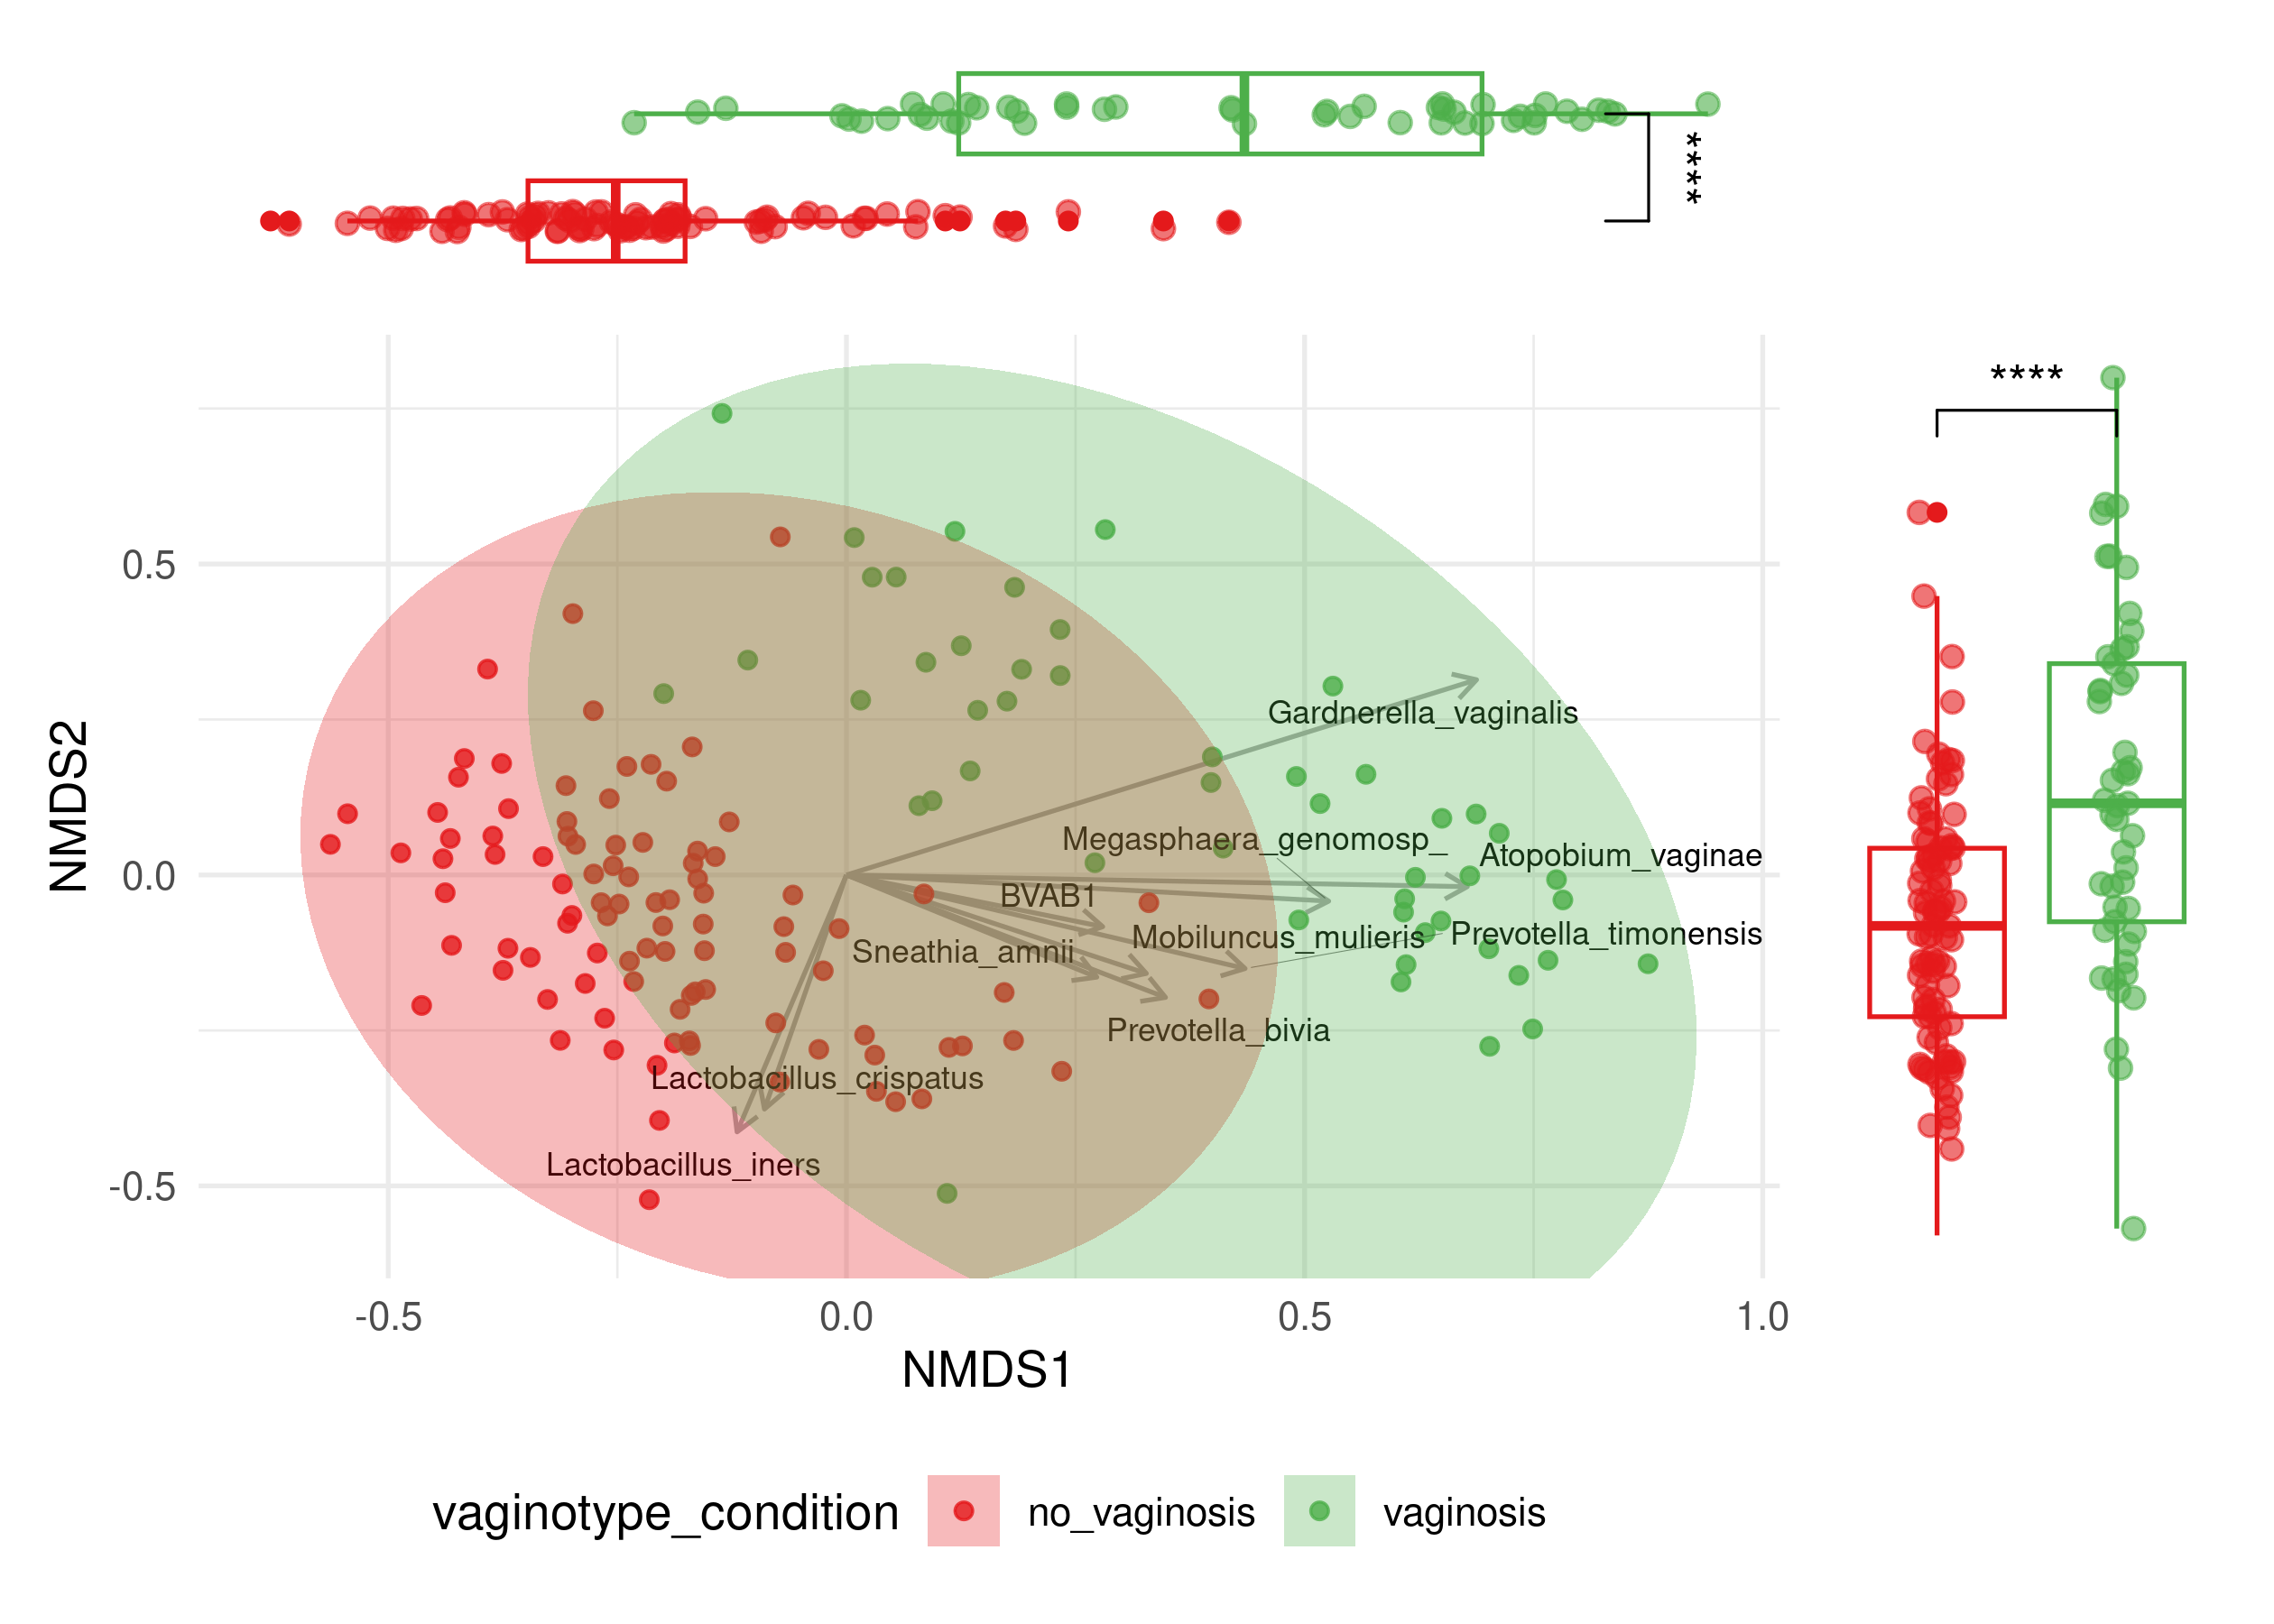 ****
****
0.5
0.0
-0.5
NMDS2
Gardnerella_vaginalis
Megasphaera_genomosp_
Atopobium_vaginae
BVAB1
Mobiluncus_mulieris
Prevotella_timonensis
Sneathia_amnii
Prevotella_bivia
Lactobacillus_crispatus
Lactobacillus_iners
-0.5 0.0 0.5 1.0
NMDS1
vaginotype_condition no_vaginosis vaginosis